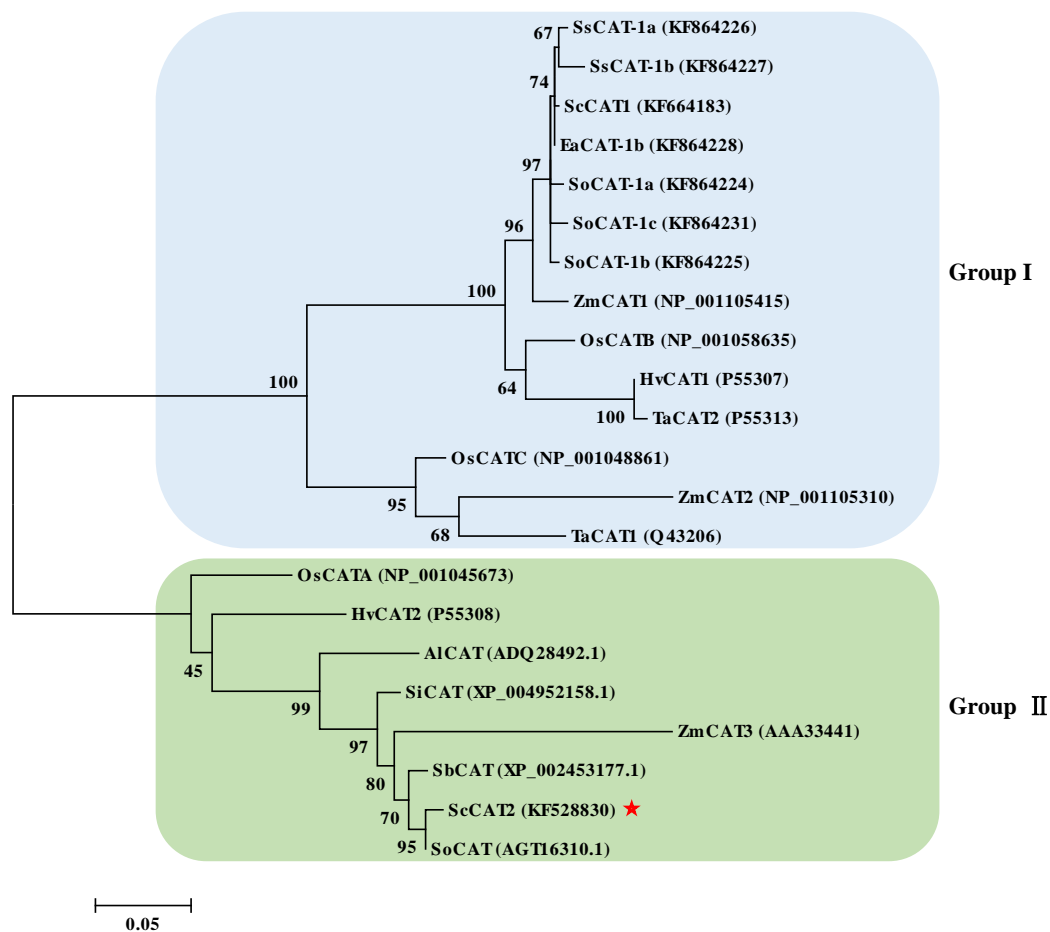 SsCAT-1a (KF864226)
67
SsCAT-1b (KF864227)
74
ScCAT1 (KF664183)
EaCAT-1b (KF864228)
97
SoCAT-1a (KF864224)
SoCAT-1c (KF864231)
96
SoCAT-1b (KF864225)
Group I
100
ZmCAT1 (NP_001105415)
OsCATB (NP_001058635)
HvCAT1 (P55307)
100
64
100
TaCAT2 (P55313)
OsCATC (NP_001048861)
ZmCAT2 (NP_001105310)
95
68
TaCAT1 (Q43206)
OsCATA (NP_001045673)
HvCAT2 (P55308)
45
AlCAT (ADQ28492.1)
SiCAT (XP_004952158.1)
99
Group Ⅱ
ZmCAT3 (AAA33441)
97
SbCAT (XP_002453177.1)
80
ScCAT2 (KF528830)
70
95
SoCAT (AGT16310.1)
0.05